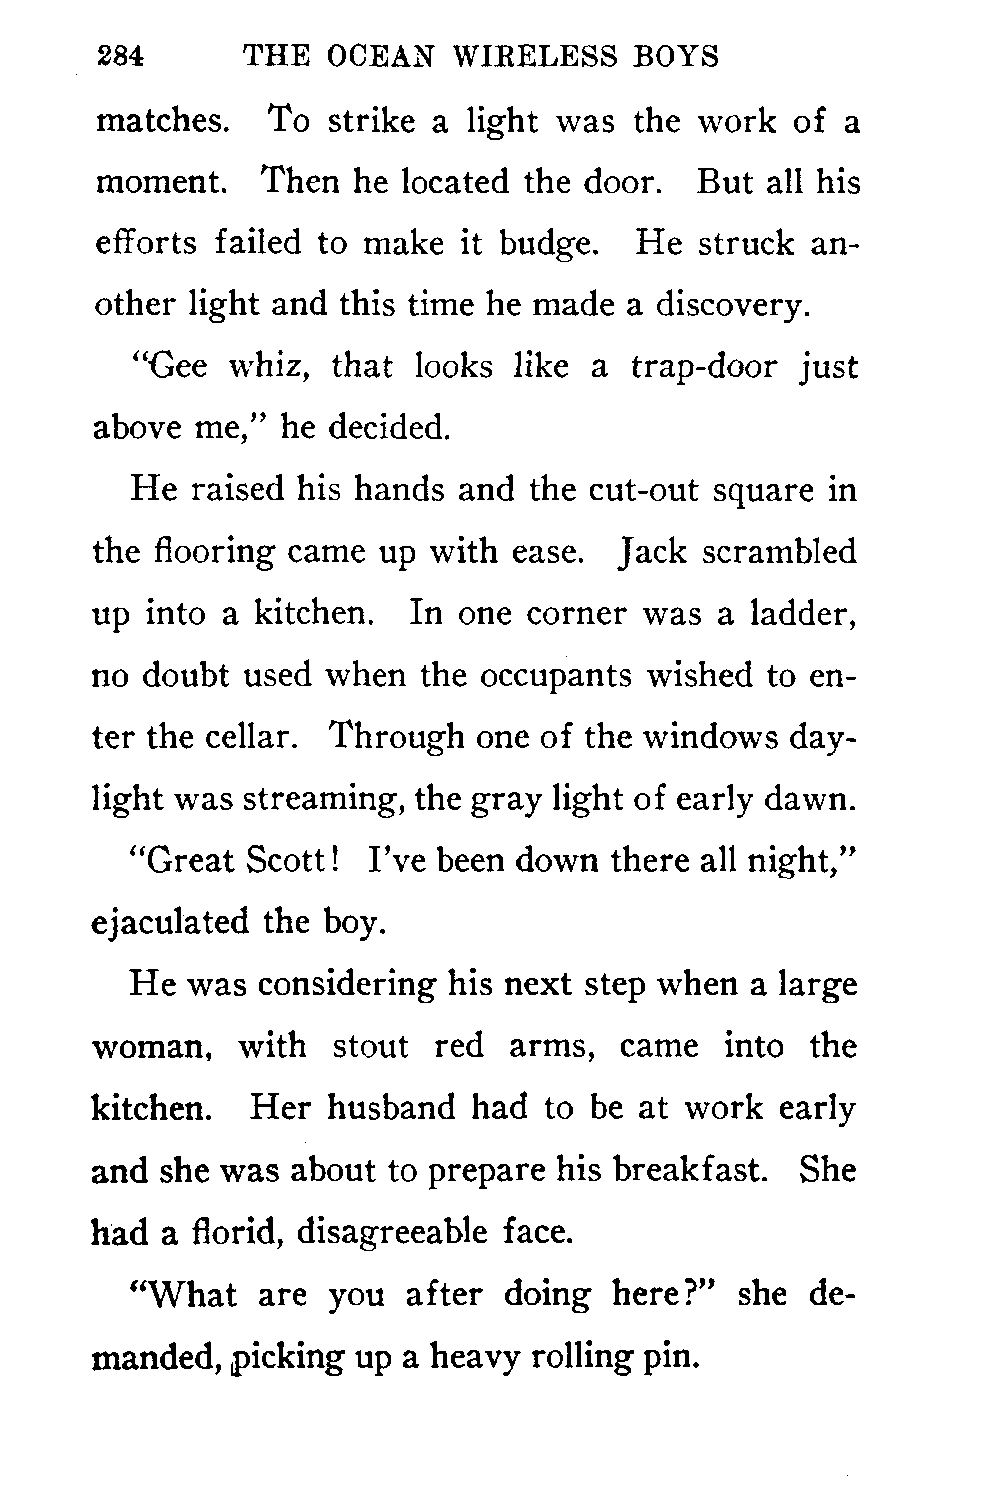 284 THE OCEAN WIRELESS BOYS
matches. To strike a light was the work of a
moment. Then he located the door. But all his
efforts failed to make it budge. He struck an-
other light and this time he made a discovery.
"Gee whiz, that looks like a trap-door just
above me," he decided.
He raised his hands and the cut-out square in
the flooring came up with ease. Jack scrambled
up into a kitchen. In one corner was a ladder,
no doubt used when the occupants wished to en-
ter the cellar. Through one of the windows day-
light was streaming, the gray light of early dawn.
"Great Scott! I've been down there all night,"
ejaculated the boy.
He was considering his next step when a large
woman, with stout red arms, came into the
kitchen. Her husband had to be at work early
and she was about to prepare his breakfast. She
had a florid, disagreeable face.
"What are you after doing here?" she de-
manded, picking up a heavy rolling pin.